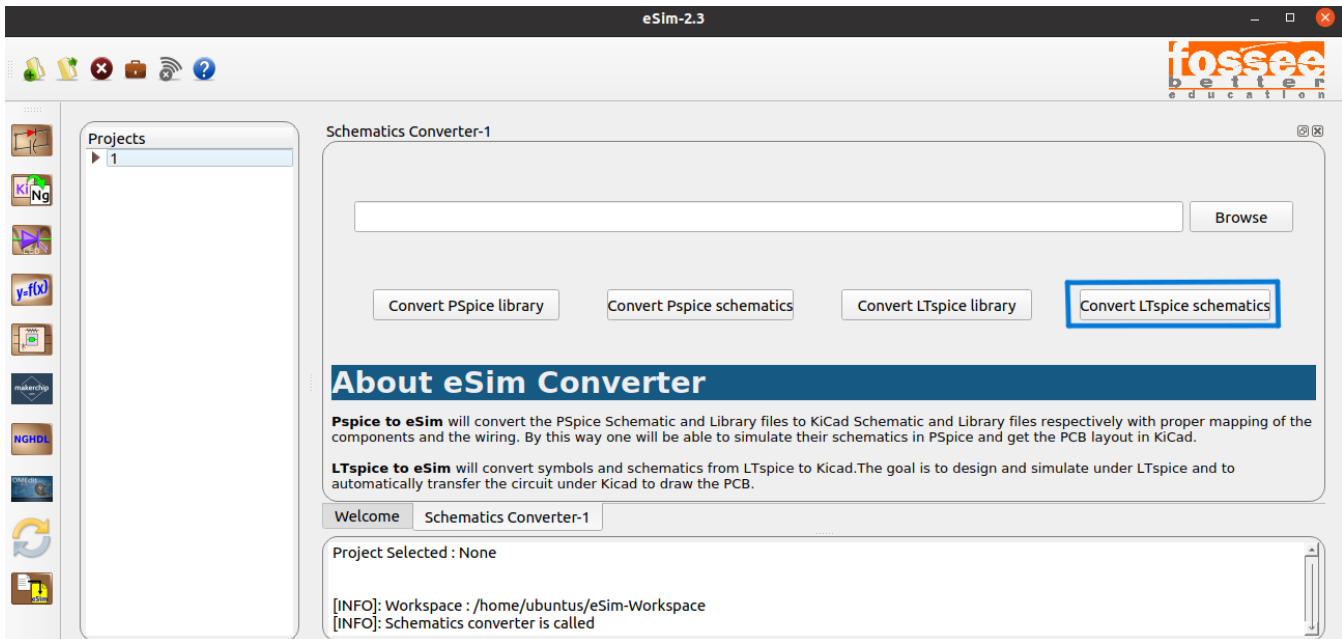 eSim-2.3
fossee
better
education
Projects
1
Schematics Converter-1
Browse
Convert PSpice library
Convert Pspice schematics
Convert LTspice library
Convert LTspice schematics
About eSim Converter
Pspice to eSim will convert the PSpice Schematic and Library files to KiCad Schematic and Library files respectively with proper mapping of the
components and the wiring. By this way one will be able to simulate their schematics in PSpice and get the PCB layout in KiCad.
LTspice to eSim will convert symbols and schematics from LTspice to Kicad.The goal is to design and simulate under LTspice and to
automatically transfer the circuit under Kicad to draw the PCB.
Welcome
Schematics Converter-1
Project Selected : None
[INFO]: Workspace : /home/ubuntus/eSim-Workspace
[INFO]: Schematics converter is called
Ki
Ng
y=f(x)
makerchip
NGHDL
OMEdit
eSim